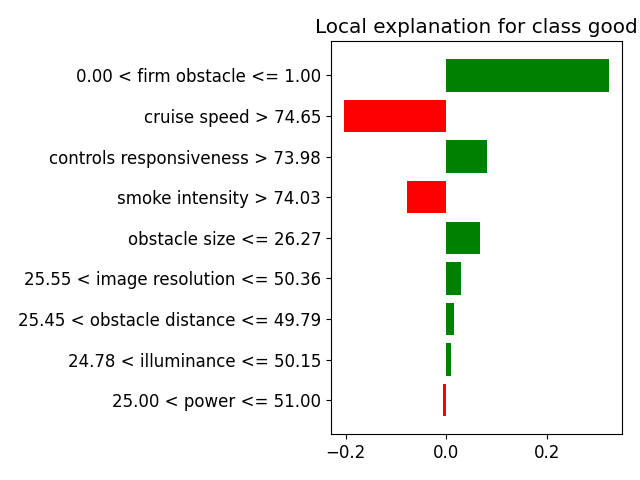 Local explanation for class good
0.00 < firm obstacle <= 1.00
cruise speed > 74.65
controls responsiveness > 73.98
smoke intensity > 74.03
obstacle size <= 26.27
25.55 < image resolution <= 50.36
25.45 < obstacle distance <= 49.79
24.78 < illuminance <= 50.15
25.00 < power <= 51.00
−0.2 0.0 0.2